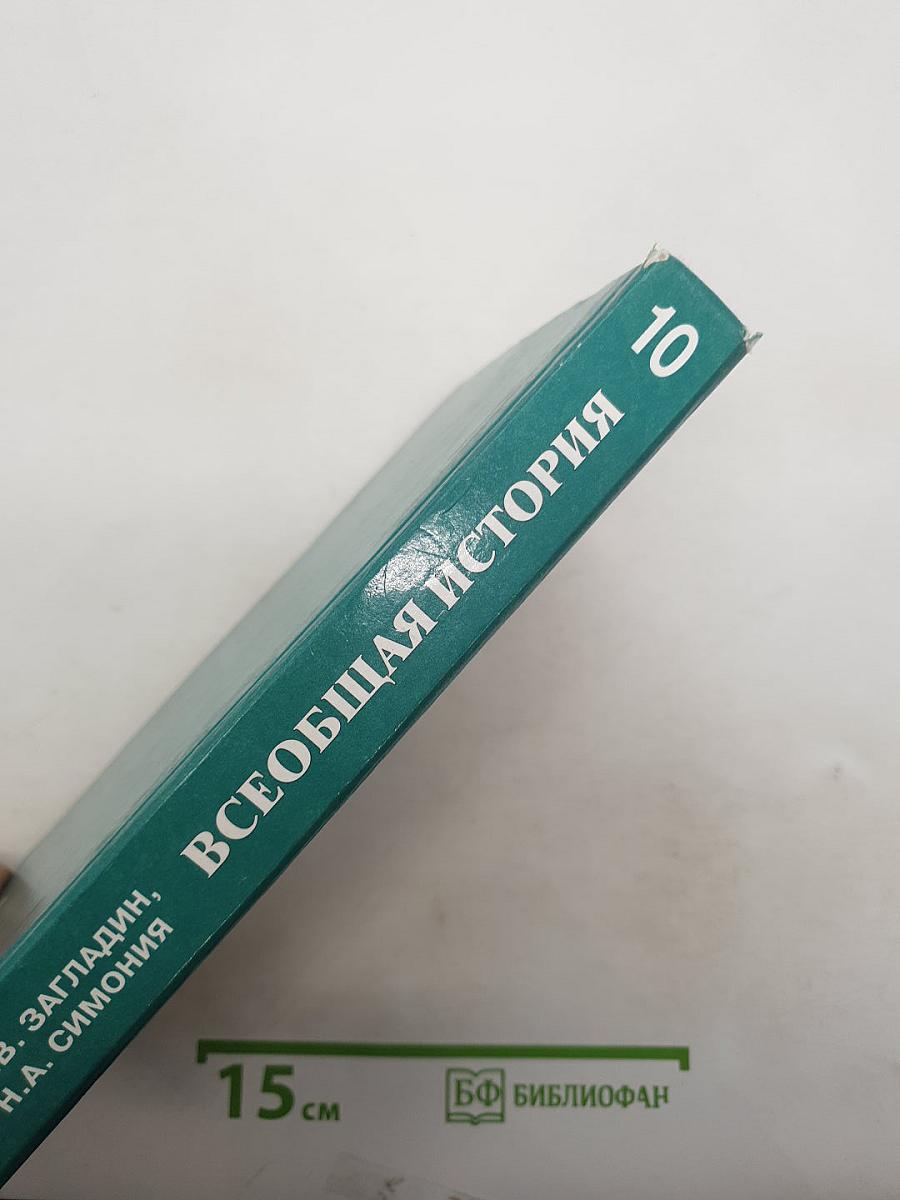 В. ЗАГЛАДИН,
Н.А. СИМОНИЯ
ВСЕОБЩАЯ ИСТОРИЯ
10
15 см
БФ БИБЛИОФАН